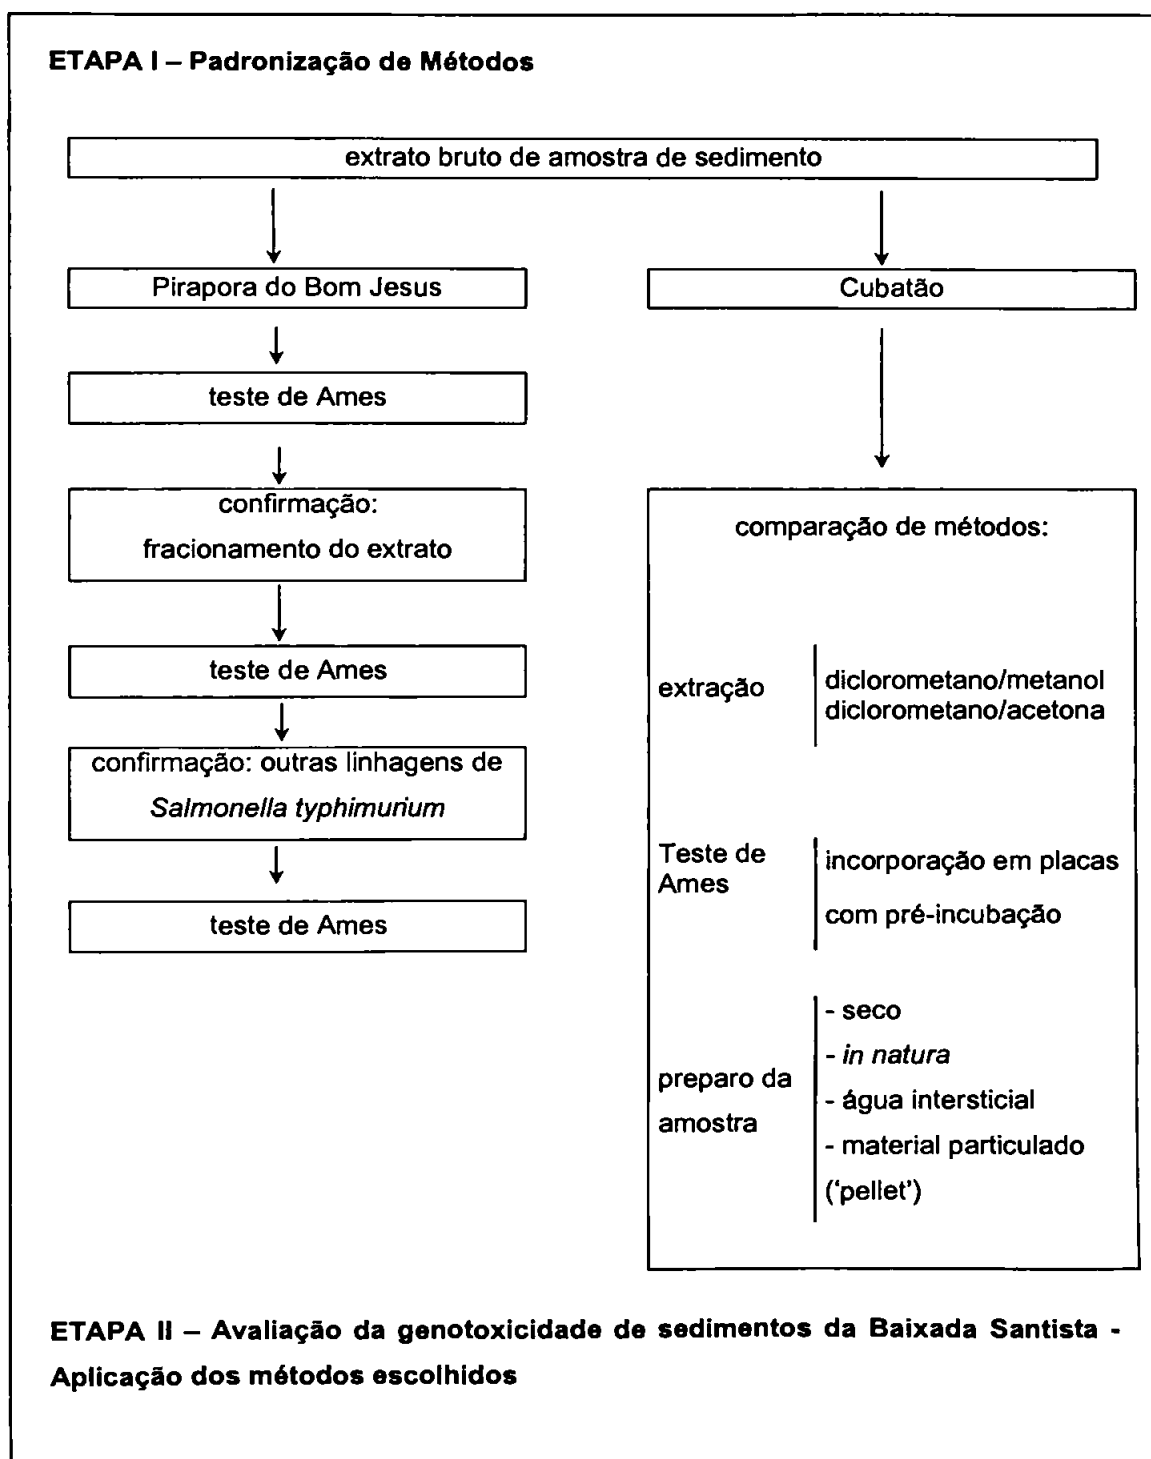 ETAPA I – Padronização de Métodos
extrato bruto de amostra de sedimento
Pirapora do Bom Jesus
teste de Ames
confirmação:
fracionamento do extrato
teste de Ames
confirmação: outras linhagens de
Salmonella typhimurium
teste de Ames
Cubatão
comparação de métodos:
extração
diclorometano/metanol
diclorometano/acetona
Teste de
Ames
incorporação em placas
com pré-incubação
preparo da
amostra
- seco
- in natura
- água intersticial
- material particulado
(‘pellet’)
ETAPA II – Avaliação da genotoxicidade de sedimentos da Baixada Santista -
Aplicação dos métodos escolhidos